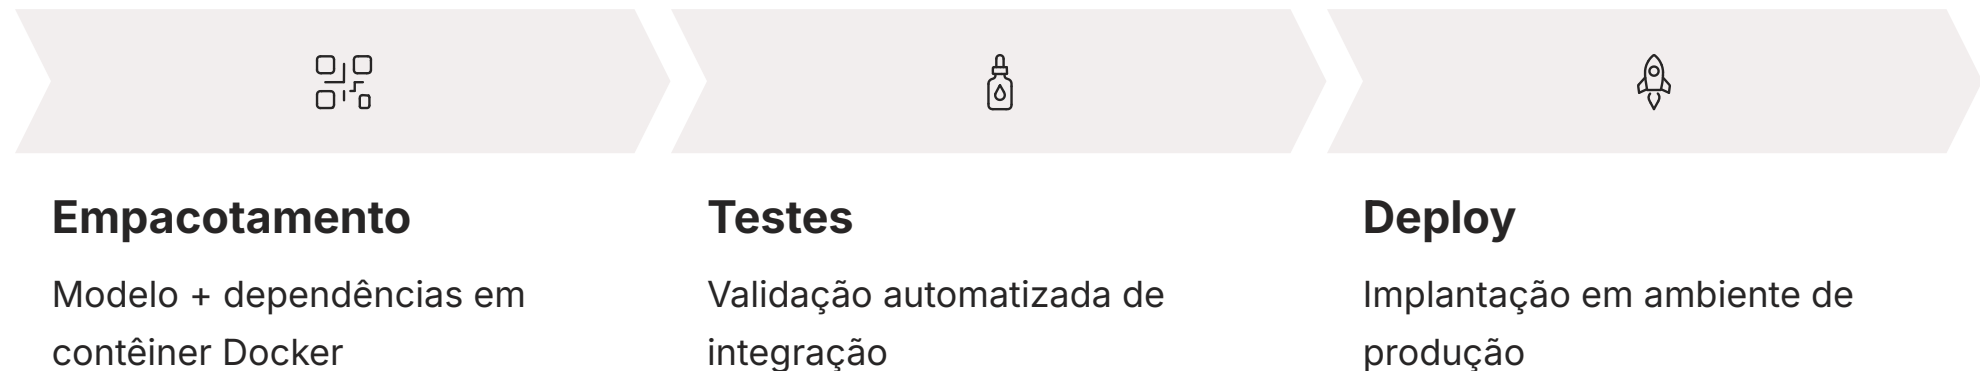 Empacotamento
Modelo + dependências em
contêiner Docker
Testes
Validação automatizada de
integração
Deploy
Implantação em ambiente de
produção